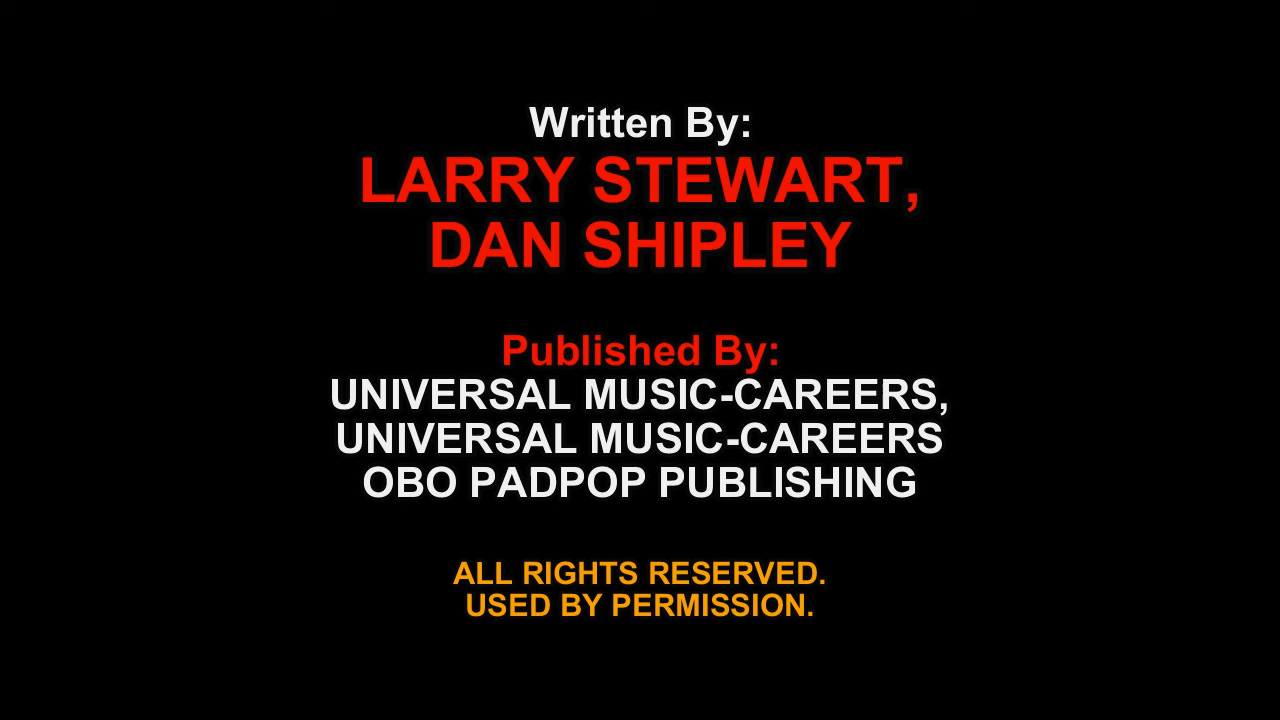 Written By:
LARRY STEWART,
DAN SHIPLEY
Published By:
UNIVERSAL MUSIC-CAREERS,
UNIVERSAL MUSIC-CAREERS
OBO PADPOP PUBLISHING
ALL RIGHTS RESERVED.
USED BY PERMISSION.